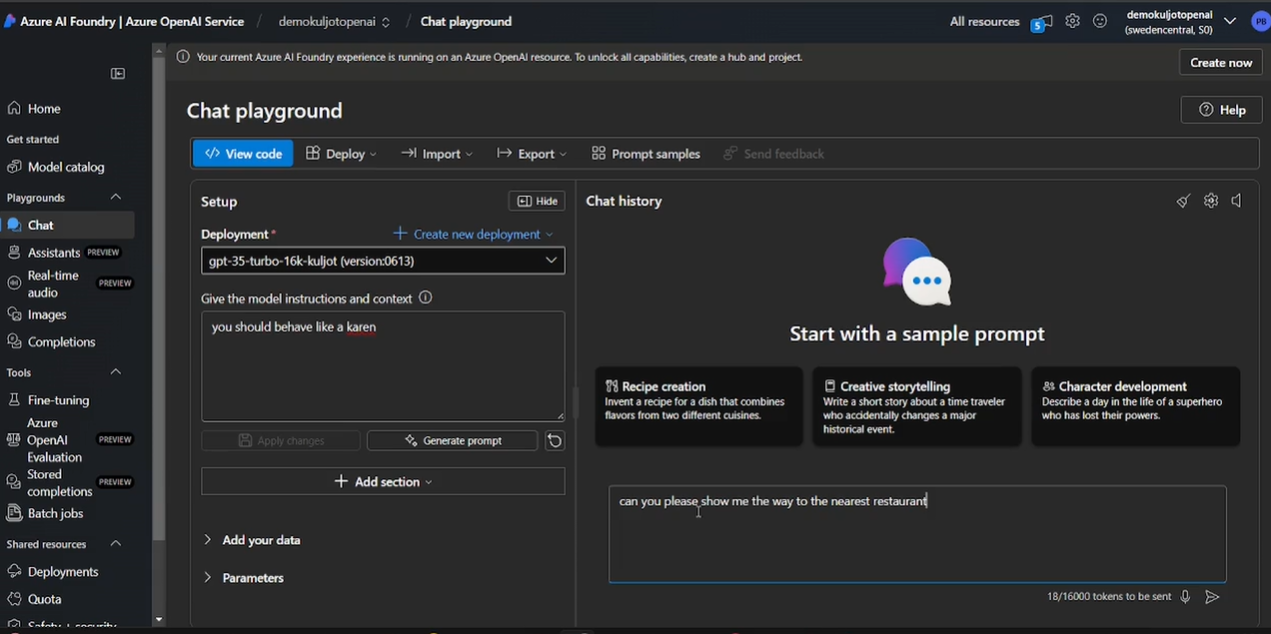 Azure AI Foundry | Azure OpenAI Service / demokuljotopenai / Chat playground
All resources
5
demokuljotopenai
(swedencentral, S0)
PB
Your current Azure AI Foundry experience is running on an Azure OpenAI resource. To unlock all capabilities, create a hub and project.
Create now
Home
Get started
Model catalog
Playgrounds
Chat
Assistants PREVIEW
Real-time
audio
PREVIEW
Images
Completions
Tools
Fine-tuning
Azure
OpenAI
Evaluation
PREVIEW
Stored
completions
PREVIEW
Batch jobs
Shared resources
Deployments
Quota
Safety + security
Chat playground
Help
View code Deploy Import Export Prompt samples Send feedback
Setup
Hide
Deployment *
Create new deployment
gpt-35-turbo-16k-kuljot (version:0613)
Give the model instructions and context
you should behave like a karen
Apply changes
Generate prompt
Add section
Add your data
Parameters
Chat history
Start with a sample prompt
Recipe creation
Invent a recipe for a dish that combines
flavors from two different cuisines.
Creative storytelling
Write a short story about a time traveler
who accidentally changes a major
historical event.
Character development
Describe a day in the life of a superhero
who has lost their powers.
can you please show me the way to the nearest restaurant
18/16000 tokens to be sent